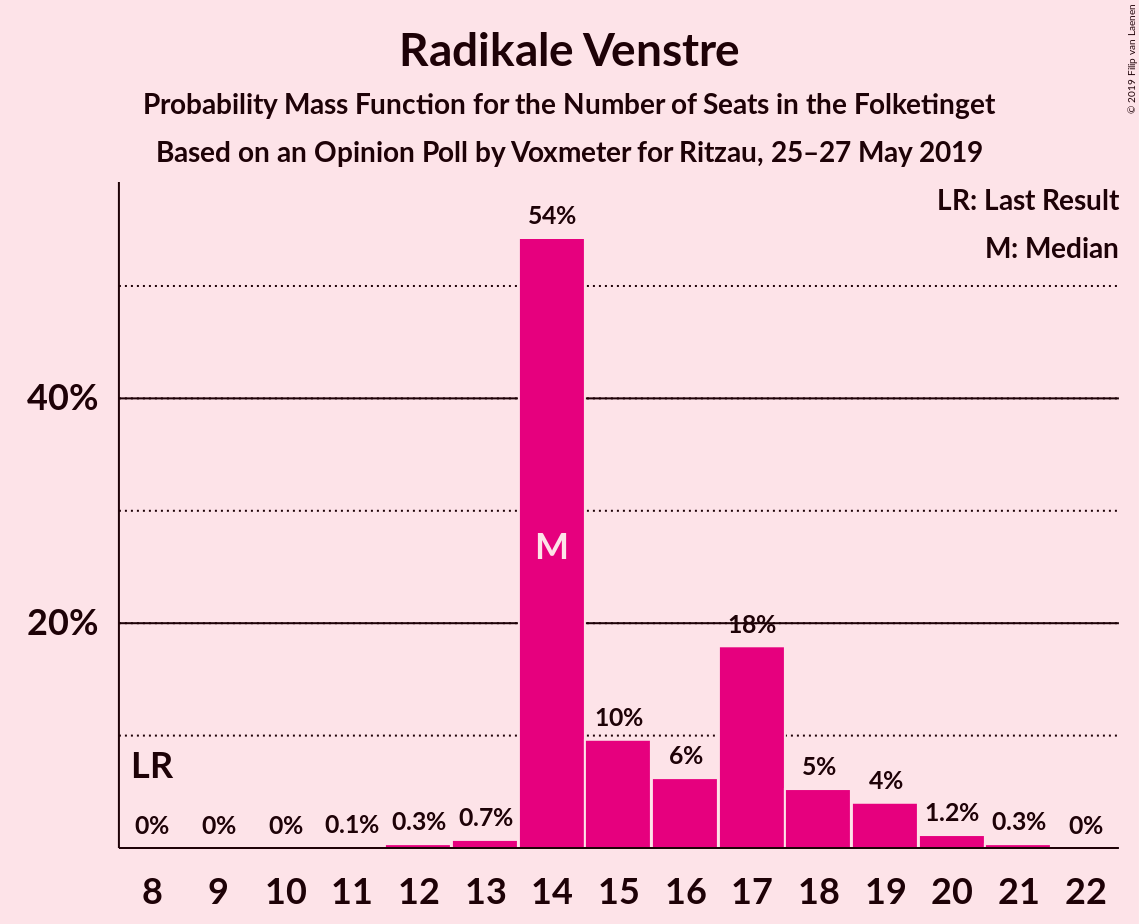 Radikale Venstre
Probability Mass Function for the Number of Seats in the Folketinget
Based on an Opinion Poll by Voxmeter for Ritzau, 25–27 May 2019
© 2019 Filip van Laenen
LR: Last Result
M: Median
54%
40%
M
20%
18%
10%
6%
5%
4%
LR
0%
0%
0%
0.1%
0.3%
0.7%
1.2%
0.3%
0%
8 9 10 11 12 13 14 15 16 17 18 19 20 21 22